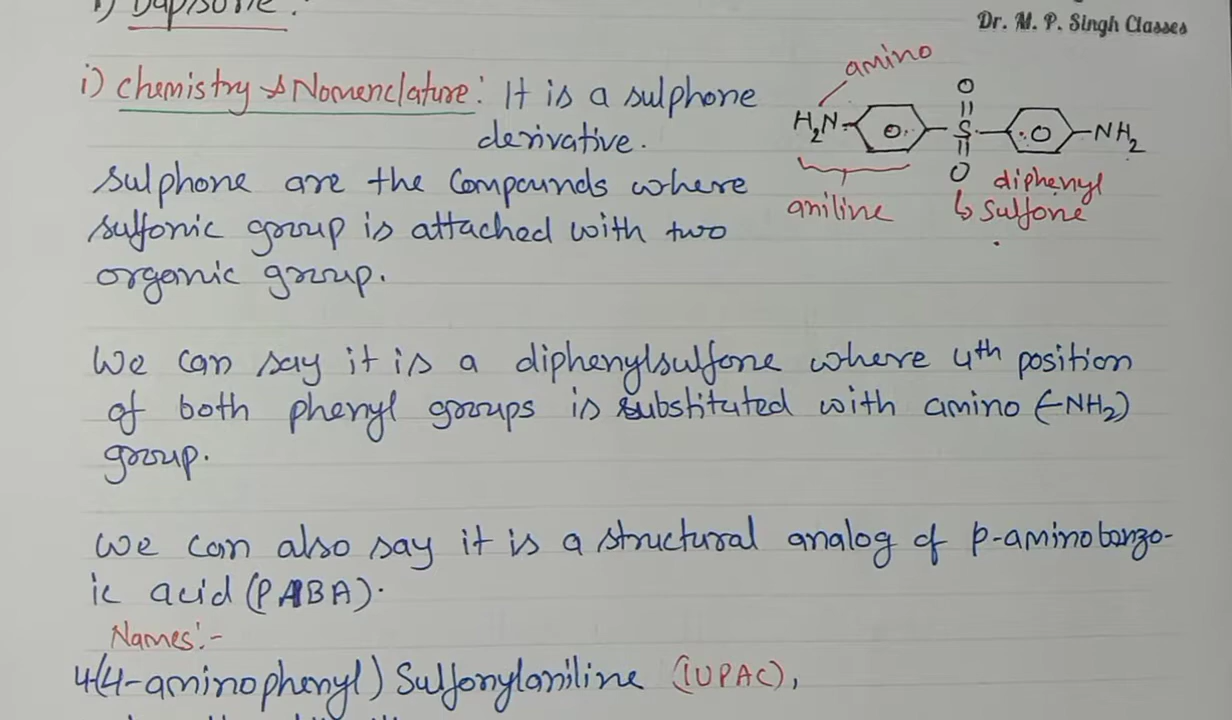 i) Dapsone:
Dr. M. P. Singh Classes
i) Chemistry & Nomenclature: It is a sulphone
derivative.
amino
H₂N
O
S
O
NH₂
aniline
diphenyl
↳ Sulfone
Sulphone are the Compounds where
sulfonic group is attached with two
organic group.
We can say it is a diphenylsulfone where 4th position
of both phenyl groups is substituted with amino (-NH₂)
group.
We can also say it is a structural analog of p-aminobenzo-
ic acid (PABA).
Names:-
4(4-aminophenyl) Sulfonylaniline (IUPAC),